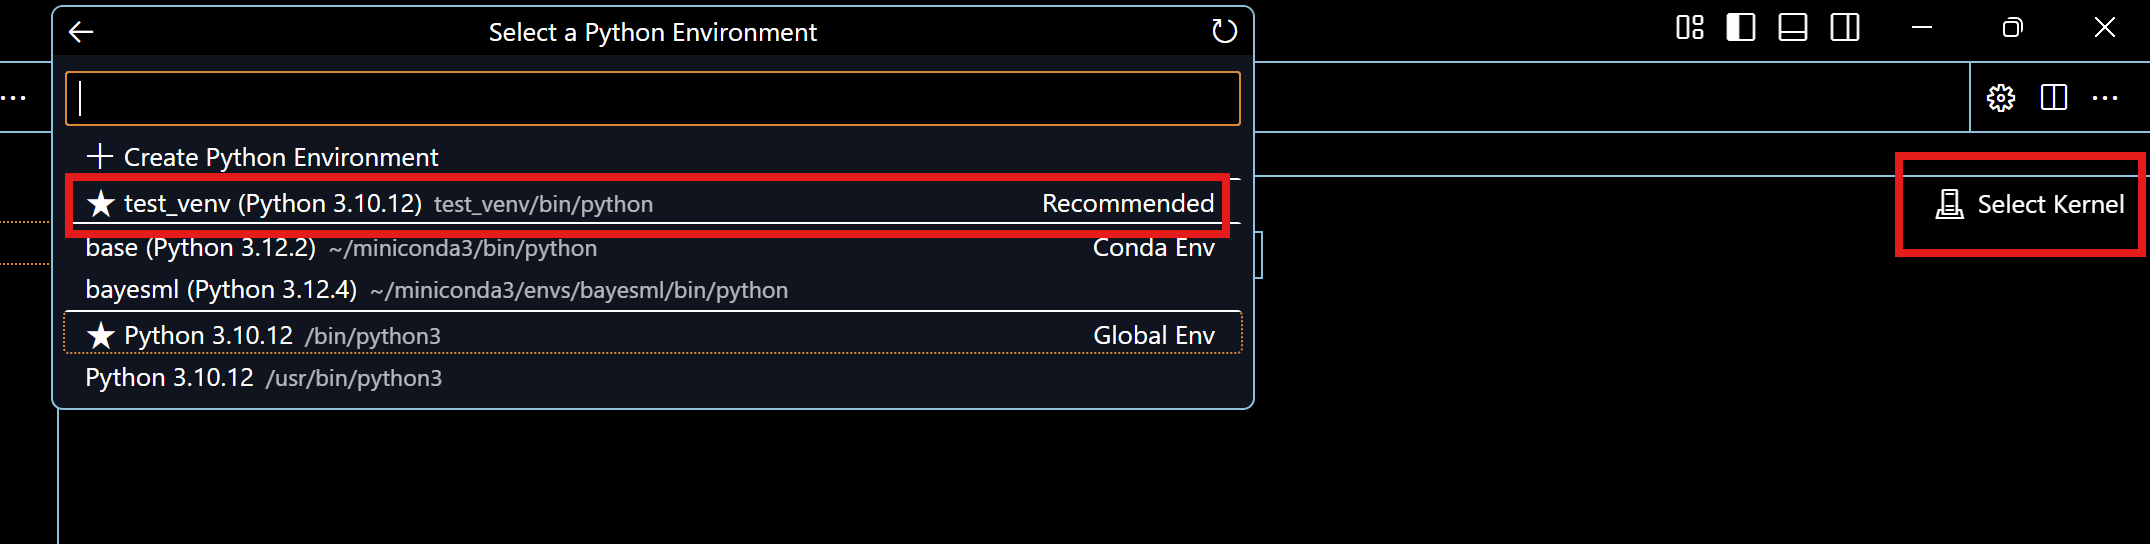 Select a Python Environment
Create Python Environment
test_venv (Python 3.10.12) test_venv/bin/python Recommended
Select Kernel
base (Python 3.12.2) ~/miniconda3/bin/python Conda Env
bayesml (Python 3.12.4) ~/miniconda3/envs/bayesml/bin/python
Python 3.10.12 /bin/python3 Global Env
Python 3.10.12 /usr/bin/python3